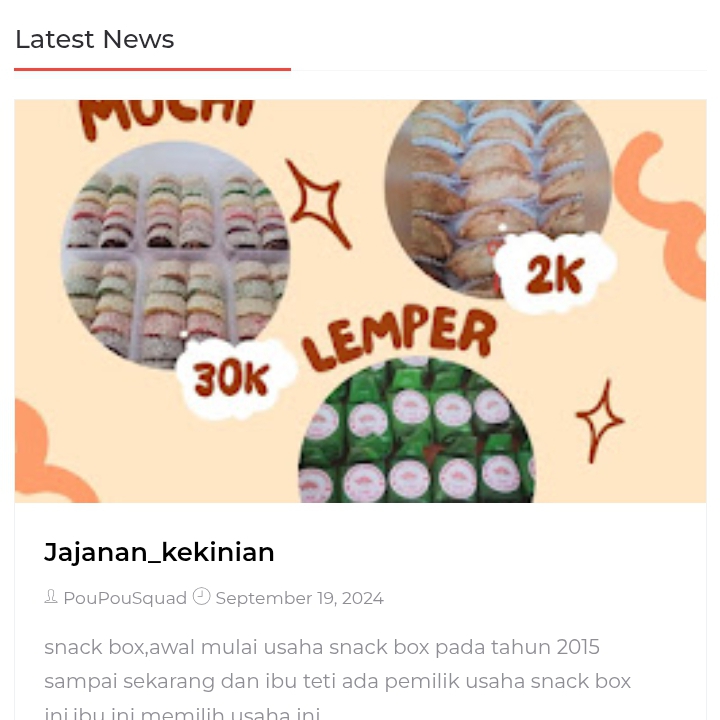 Latest News
MOCHI
2K
LEMPER
30K
Jajanan_kekinian
PouPouSquad September 19, 2024
snack box,awal mulai usaha snack box pada tahun 2015
sampai sekarang dan ibu teti ada pemilik usaha snack box
ini,ibu ini memilih usaha ini